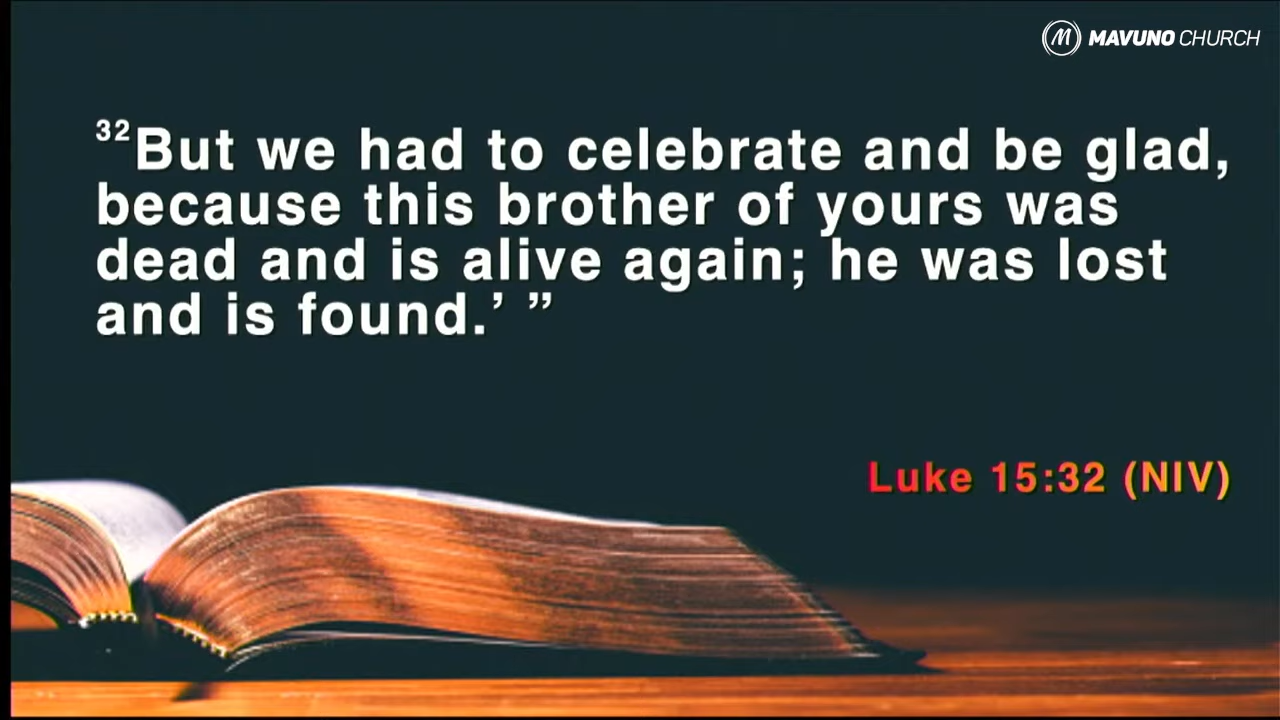 MAVUNO CHURCH
32But we had to celebrate and be glad,
because this brother of yours was
dead and is alive again; he was lost
and is found.’ ”
Luke 15:32 (NIV)